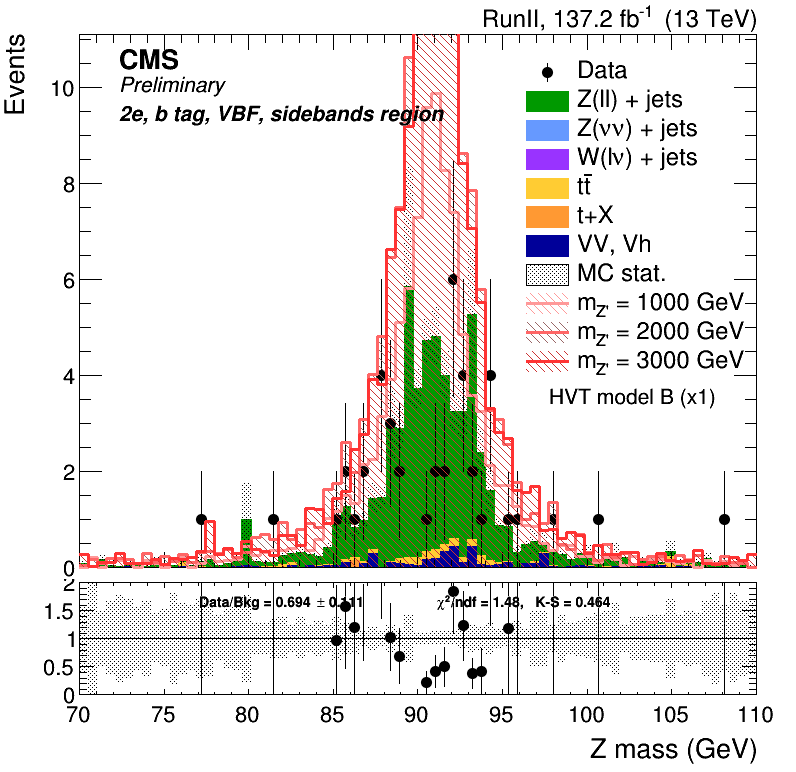 RunII, 137.2 fb⁻¹ (13 TeV)
Events
CMS
Preliminary
2e, b tag, VBF, sidebands region
Data
Z(ll) + jets
Z(νν) + jets
W(lν) + jets
tt̄
t+X
VV, Vh
MC stat.
m_Z' = 1000 GeV
m_Z' = 2000 GeV
m_Z' = 3000 GeV
HVT model B (x1)
10
8
6
4
2
0
2
1.5
1
0.5
0
Data/Bkg = 0.694 ± 0.111
χ²/ndf = 1.48, K-S = 0.464
70 75 80 85 90 95 100 105 110
Z mass (GeV)